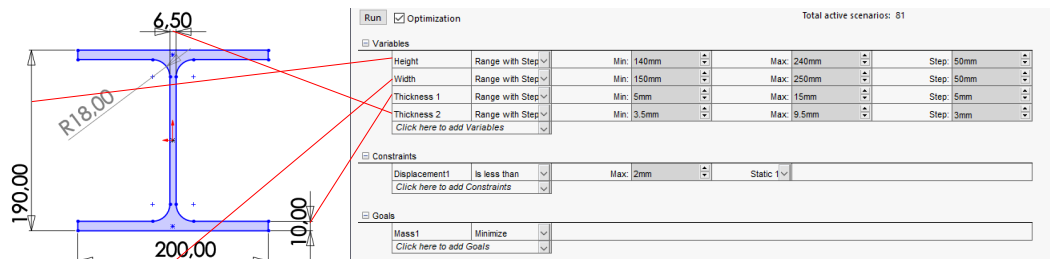 6,50
R18,00
190,00
10,00
200,00
Run Optimization Total active scenarios: 81
Variables
Height Range with Step Min: 140mm Max: 240mm Step: 50mm
Width Range with Step Min: 150mm Max: 250mm Step: 50mm
Thickness 1 Range with Step Min: 5mm Max: 15mm Step: 5mm
Thickness 2 Range with Step Min: 3.5mm Max: 9.5mm Step: 3mm
Click here to add Variables
Constraints
Displacement1 Is less than Max: 2mm Static 1
Click here to add Constraints
Goals
Mass1 Minimize
Click here to add Goals